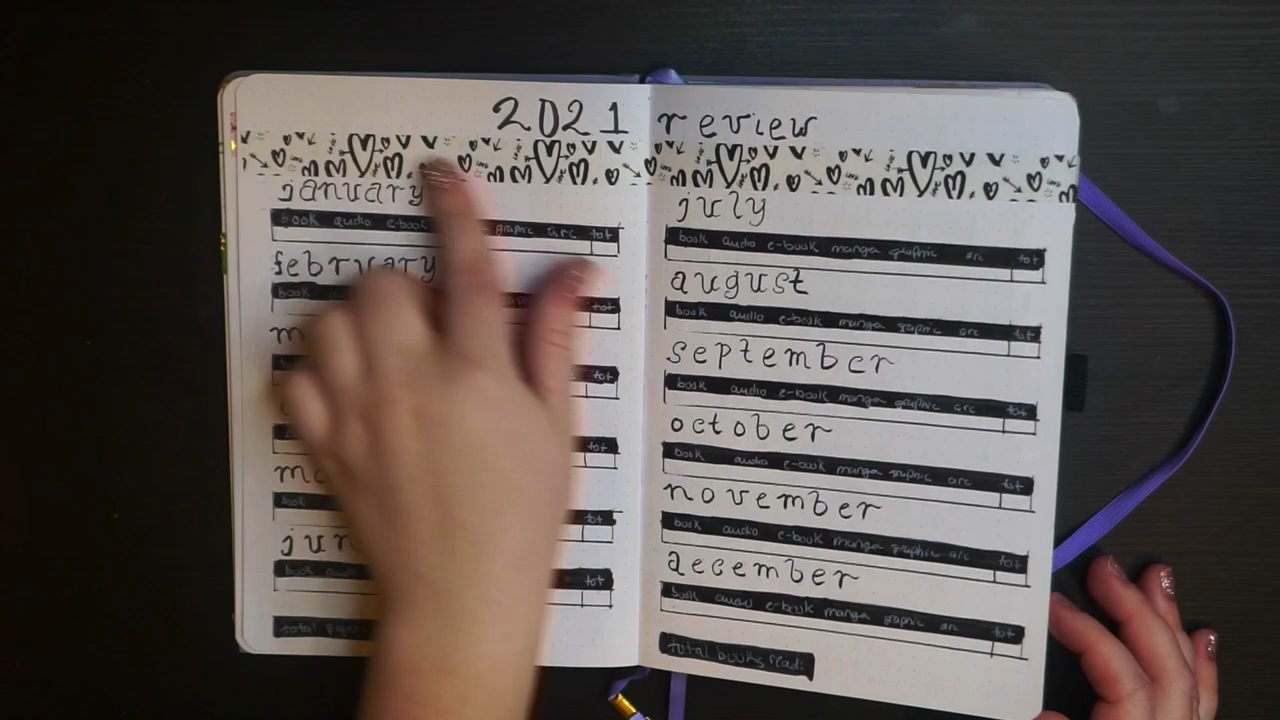 2021 review
january
book audio e-book graphic arc tot
february
book tot
tot
tot
book tot
book tot
total
july
book audio e-book manga graphic arc tot
august
book audio e-book manga graphic arc tot
september
book audio e-book manga graphic arc tot
october
book audio e-book manga graphic arc tot
november
book audio e-book manga graphic arc tot
december
book audio e-book manga graphic arc tot
total books read: